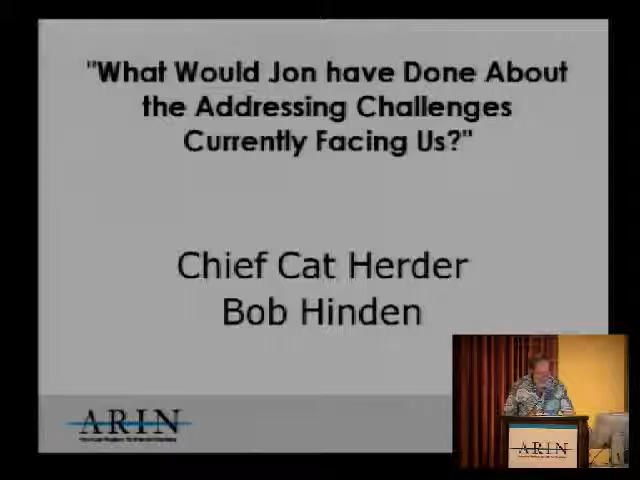 "What Would Jon have Done About
the Addressing Challenges
Currently Facing Us?"
Chief Cat Herder
Bob Hinden
ARIN
ARIN